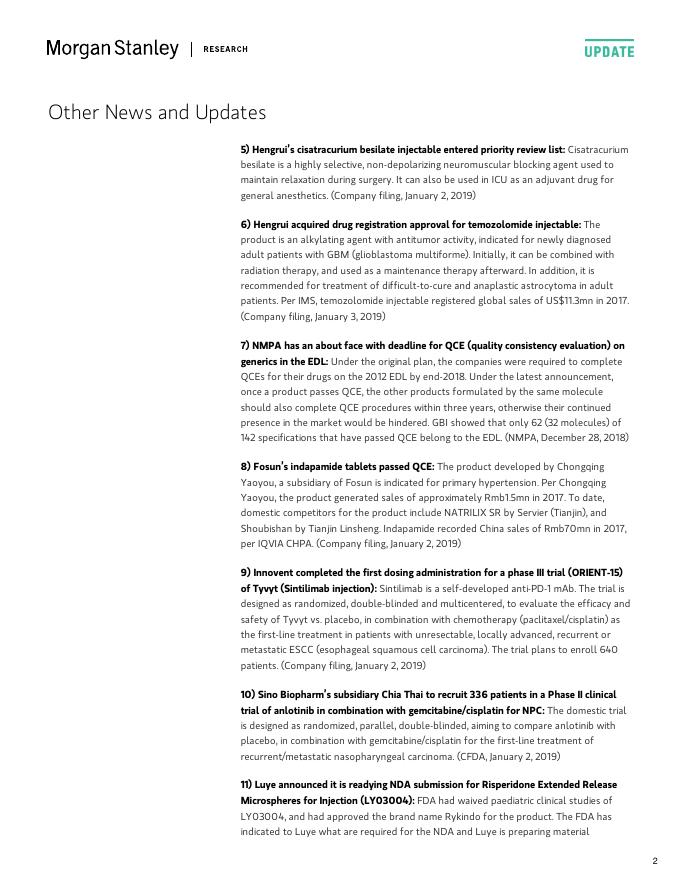 Morgan Stanley | RESEARCH
UPDATE
Other News and Updates
5) Hengrui's cisatracurium besilate injectable entered priority review list: Cisatracurium
besilate is a highly selective, non-depolarizing neuromuscular blocking agent used to
maintain relaxation during surgery. It can also be used in ICU as an adjuvant drug for
general anesthetics. (Company filing, January 2, 2019)
6) Hengrui acquired drug registration approval for temozolomide injectable: The
product is an alkylating agent with antitumor activity, indicated for newly diagnosed
adult patients with GBM (glioblastoma multiforme). Initially, it can be combined with
radiation therapy, and used as a maintenance therapy afterward. In addition, it is
recommended for treatment of difficult-to-cure and anaplastic astrocytoma in adult
patients. Per IMS, temozolomide injectable registered global sales of US$11.3mn in 2017.
(Company filing, January 3, 2019)
7) NMPA has an about face with deadline for QCE (quality consistency evaluation) on
generics in the EDL: Under the original plan, the companies were required to complete
QCEs for their drugs on the 2012 EDL by end-2018. Under the latest announcement,
once a product passes QCE, the other products formulated by the same molecule
should also complete QCE procedures within three years, otherwise their continued
presence in the market would be hindered. GBI showed that only 62 (32 molecules) of
142 specifications that have passed QCE belong to the EDL. (NMPA, December 28, 2018)
8) Fosun's indapamide tablets passed QCE: The product developed by Chongqing
Yaoyou, a subsidiary of Fosun is indicated for primary hypertension. Per Chongqing
Yaoyou, the product generated sales of approximately Rmb1.5mn in 2017. To date,
domestic competitors for the product include NATRILIX SR by Servier (Tianjin), and
Shoubishan by Tianjin Linsheng. Indapamide recorded China sales of Rmb70mn in 2017,
per IQVIA CHPA. (Company filing, January 2, 2019)
9) Innovent completed the first dosing administration for a phase III trial (ORIENT-15)
of Tyvyt (Sintilimab injection): Sintilimab is a self-developed anti-PD-1 mAb. The trial is
designed as randomized, double-blinded and multicentered, to evaluate the efficacy and
safety of Tyvyt vs. placebo, in combination with chemotherapy (paclitaxel/cisplatin) as
the first-line treatment in patients with unresectable, locally advanced, recurrent or
metastatic ESCC (esophageal squamous cell carcinoma). The trial plans to enroll 640
patients. (Company filing, January 2, 2019)
10) Sino Biopharm's subsidiary Chia Thai to recruit 336 patients in a Phase II clinical
trial of anlotinib in combination with gemcitabine/cisplatin for NPC: The domestic trial
is designed as randomized, parallel, double-blinded, aiming to compare anlotinib with
placebo, in combination with gemcitabine/cisplatin for the first-line treatment of
recurrent/metastatic nasopharyngeal carcinoma. (CFDA, January 2, 2019)
11) Luye announced it is readying NDA submission for Risperidone Extended Release
Microspheres for Injection (LY03004): FDA had waived paediatric clinical studies of
LY03004, and had approved the brand name Rykindo for the product. The FDA has
indicated to Luye what are required for the NDA and Luye is preparing material
2